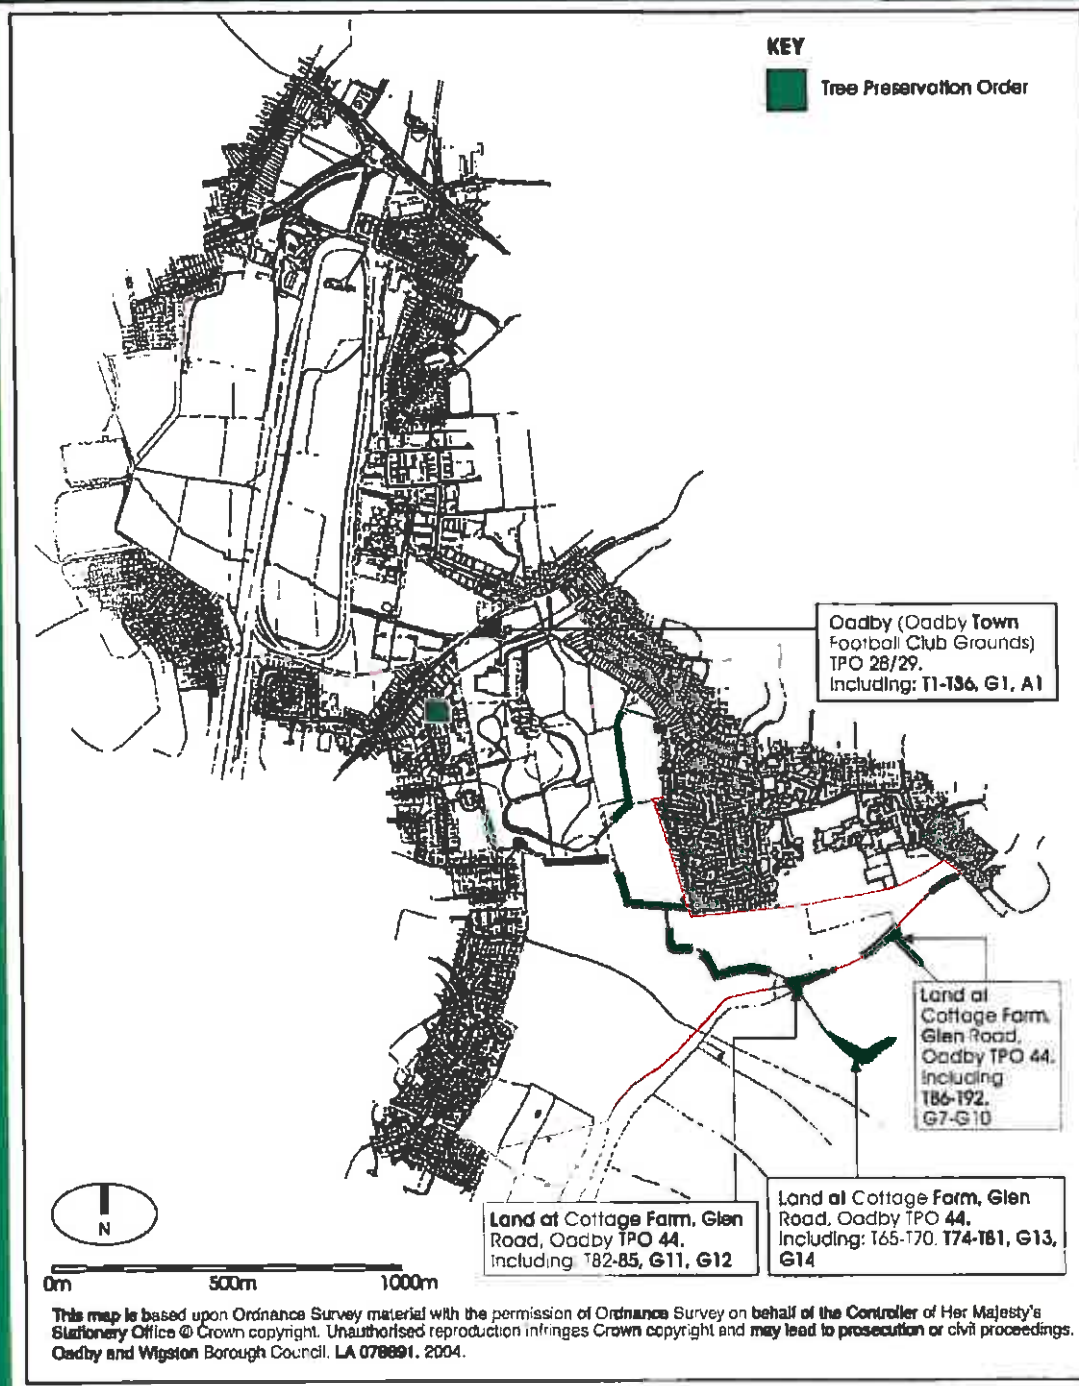 KEY
Tree Preservation Order
Oadby (Oadby Town
Football Club Grounds)
TPO 28/29.
Including: T1-T36, G1, A1
Land at
Cottage Farm,
Glen Road,
Oadby TPO 44.
Including
T86-192.
G7-G10
Land at Cottage Farm, Glen
Road, Oadby TPO 44.
Including T82-85, G11, G12
Land at Cottage Farm, Glen
Road, Oadby TPO 44.
Including: T65-T70, T74-T81, G13,
G14
N
0m 500m 1000m
This map is based upon Ordnance Survey material with the permission of Ordnance Survey on behalf of the Controller of Her Majesty's
Stationery Office © Crown copyright. Unauthorised reproduction infringes Crown copyright and may lead to prosecution or civil proceedings.
Oadby and Wigston Borough Council. LA 078691. 2004.